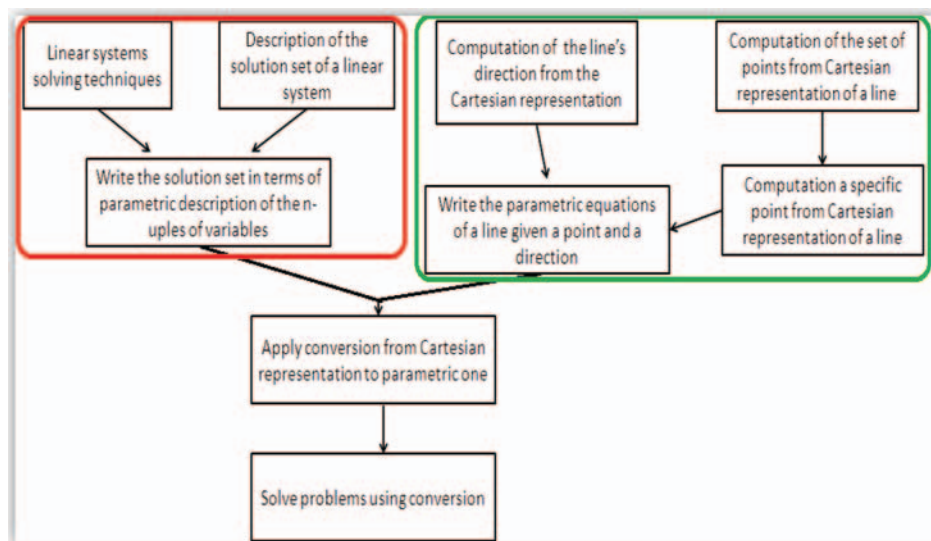 Linear systems
solving techniques
Description of the
solution set of a linear
system
Computation of the line's
direction from the
Cartesian representation
Computation of the set of
points from Cartesian
representation of a line
Write the solution set in terms of
parametric description of the n-
uples of variables
Write the parametric equations
of a line given a point and a
direction
Computation a specific
point from Cartesian
representation of a line
Apply conversion from Cartesian
representation to parametric one
Solve problems using conversion